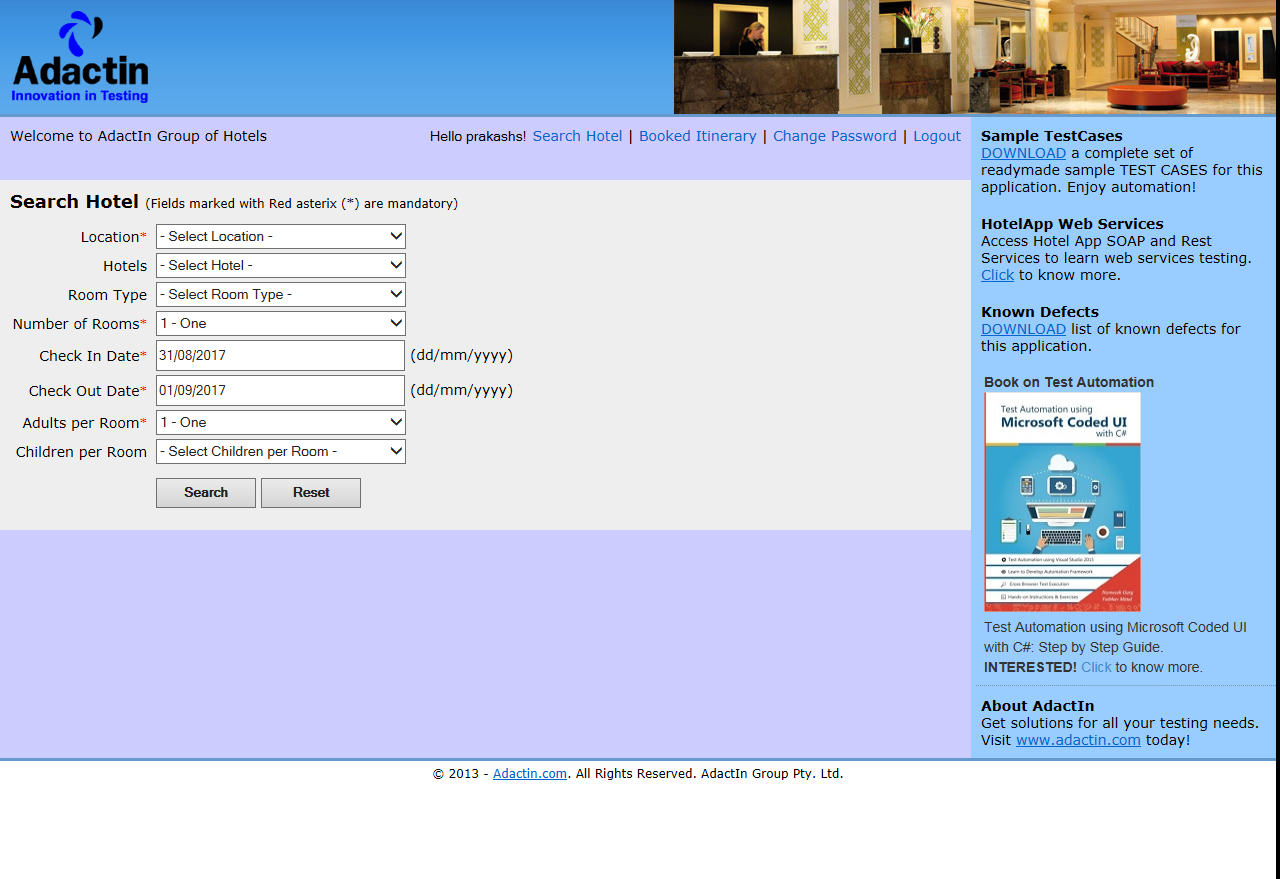 Adactin
Innovation in Testing
Welcome to AdactIn Group of Hotels
Hello prakashs! Search Hotel | Booked Itinerary | Change Password | Logout
Search Hotel (Fields marked with Red asterix (*) are mandatory)
Location* - Select Location -
Hotels - Select Hotel -
Room Type - Select Room Type -
Number of Rooms* 1 - One
Check In Date* 31/08/2017 (dd/mm/yyyy)
Check Out Date* 01/09/2017 (dd/mm/yyyy)
Adults per Room* 1 - One
Children per Room - Select Children per Room -
Search Reset
Sample TestCases
DOWNLOAD a complete set of
readymade sample TEST CASES for this
application. Enjoy automation!
HotelApp Web Services
Access Hotel App SOAP and Rest
Services to learn web services testing.
Click to know more.
Known Defects
DOWNLOAD list of known defects for
this application.
Book on Test Automation
Test Automation using
Microsoft Coded UI
with C#
Test Automation using Visual Studio 2015
Learn to Develop Automation Framework
Cross Browser Test Execution
Hands-on Instructions & Exercises
Navneesh Garg
Test Automation using Microsoft Coded UI
with C#: Step by Step Guide.
INTERESTED! Click to know more.
About AdactIn
Get solutions for all your testing needs.
Visit www.adactin.com today!
© 2013 - Adactin.com. All Rights Reserved. AdactIn Group Pty. Ltd.